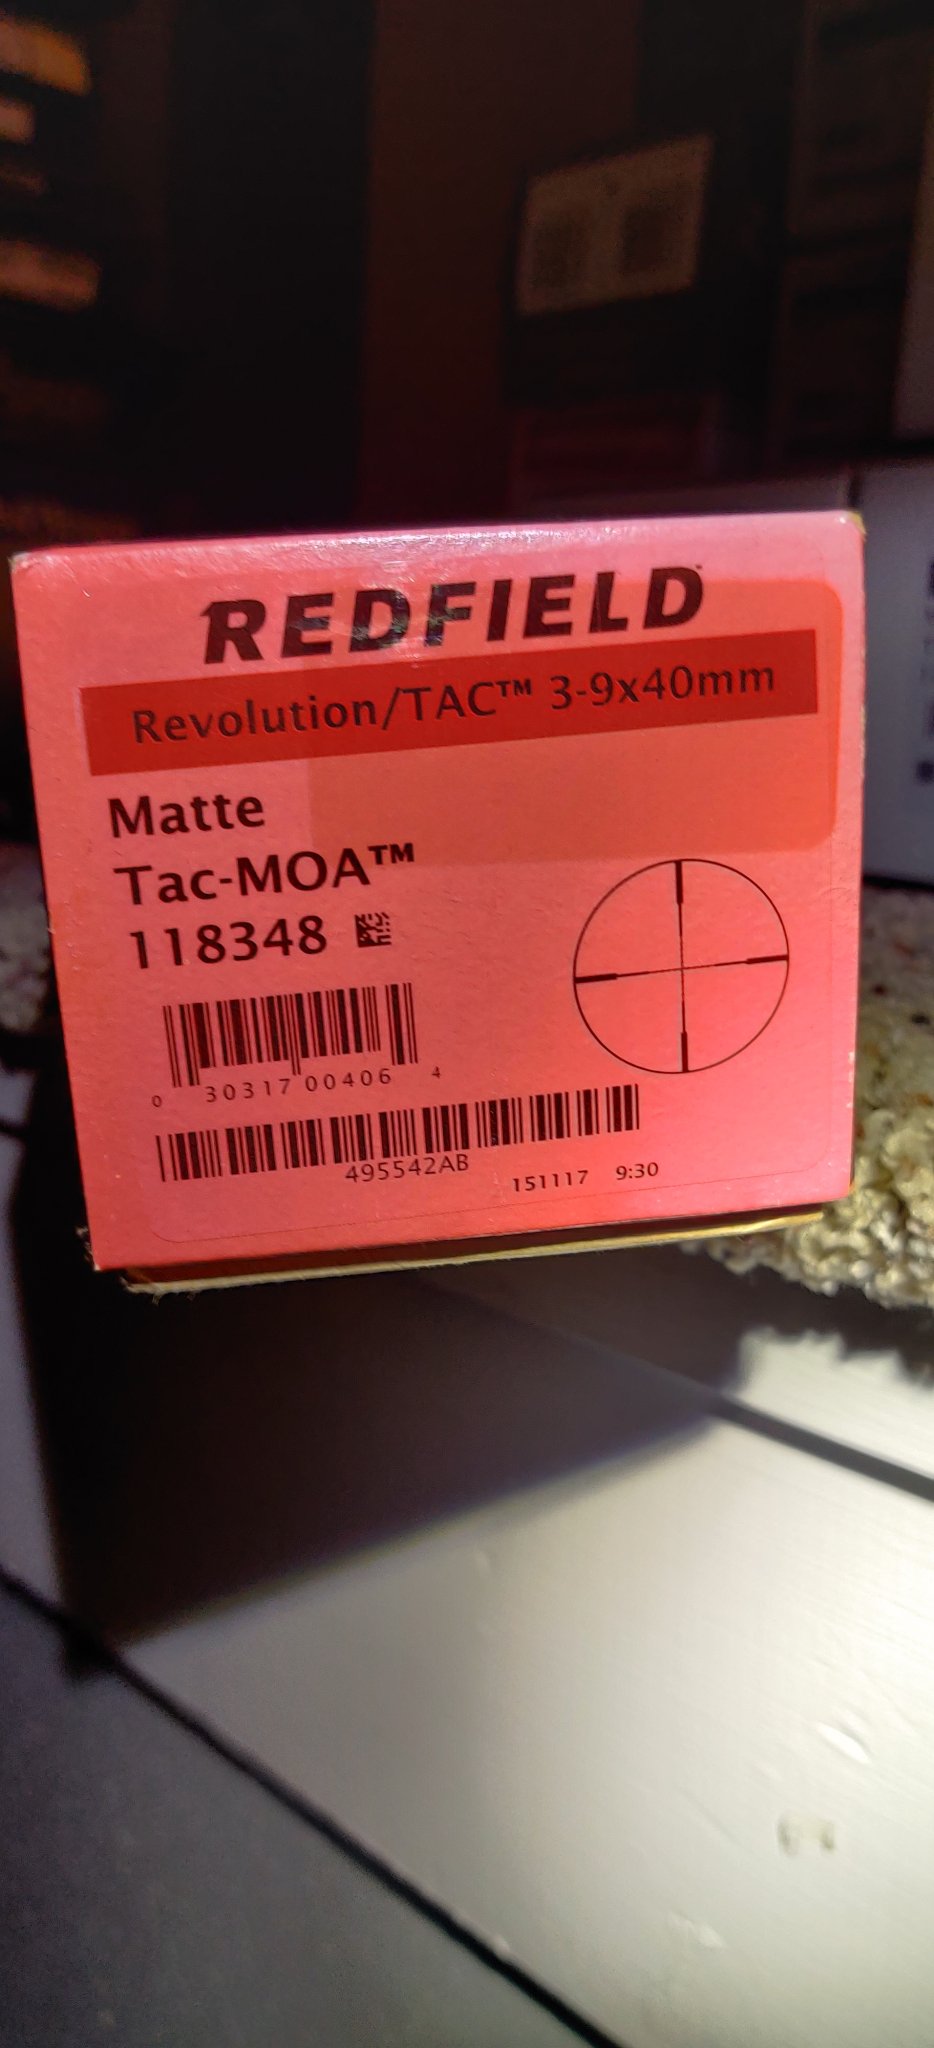 REDFIELD
Revolution/TAC™ 3-9x40mm
Matte
Tac-MOA™
118348
0 30317 00406 4
495542AB
151117 9:30